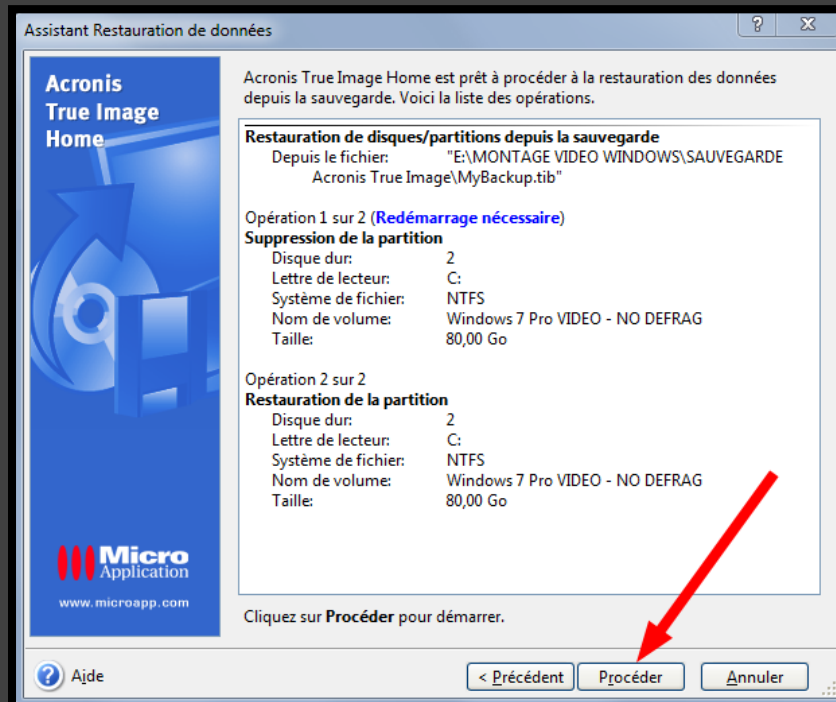 Assistant Restauration de données
Acronis
True Image
Home
Acronis True Image Home est prêt à procéder à la restauration des données
depuis la sauvegarde. Voici la liste des opérations.
Restauration de disques/partitions depuis la sauvegarde
Depuis le fichier: "E:\MONTAGE VIDEO WINDOWS\SAUVEGARDE
Acronis True Image\MyBackup.tib"
Opération 1 sur 2 (Redémarrage nécessaire)
Suppression de la partition
Disque dur: 2
Lettre de lecteur: C:
Système de fichier: NTFS
Nom de volume: Windows 7 Pro VIDEO - NO DEFRAG
Taille: 80,00 Go
Opération 2 sur 2
Restauration de la partition
Disque dur: 2
Lettre de lecteur: C:
Système de fichier: NTFS
Nom de volume: Windows 7 Pro VIDEO - NO DEFRAG
Taille: 80,00 Go
Micro
Application
www.microapp.com
Cliquez sur Procéder pour démarrer.
? Aide
< Précédent
Procéder
Annuler